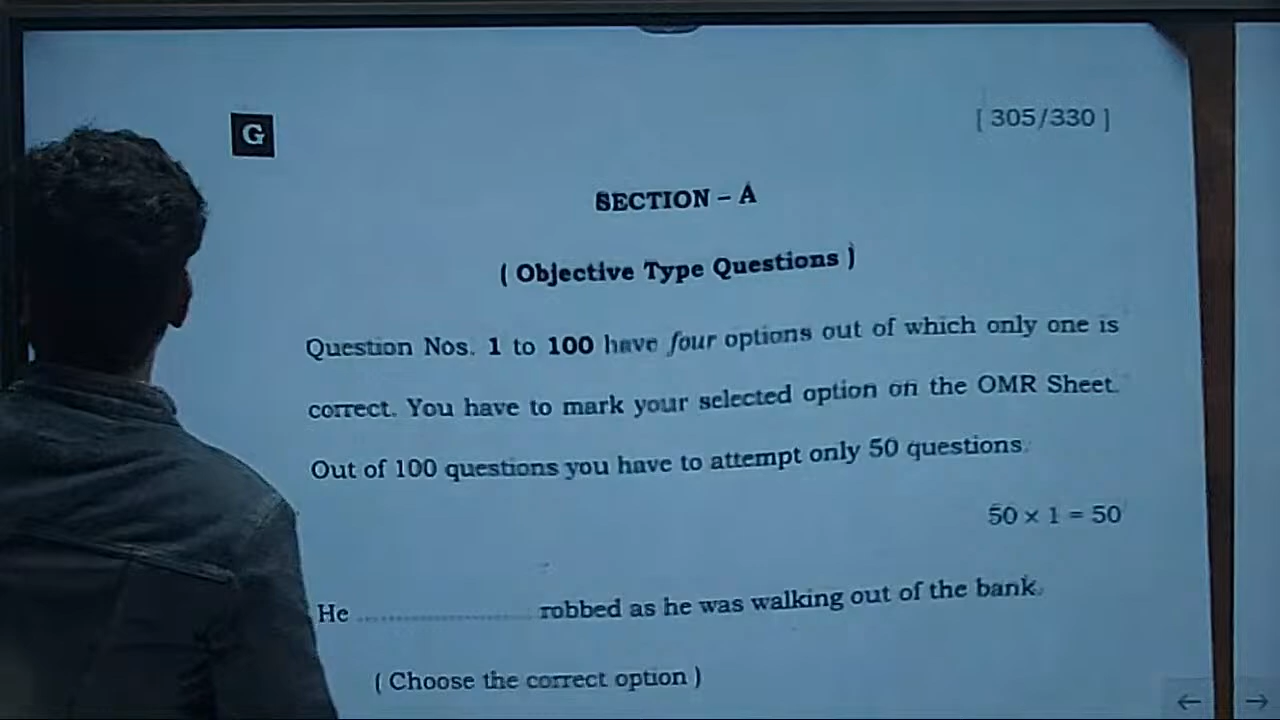 G
[ 305/330 ]
SECTION – A
( Objective Type Questions )
Question Nos. 1 to 100 have four options out of which only one is
correct. You have to mark your selected option on the OMR Sheet.
Out of 100 questions you have to attempt only 50 questions.
50 × 1 = 50
He .................... robbed as he was walking out of the bank.
( Choose the correct option )